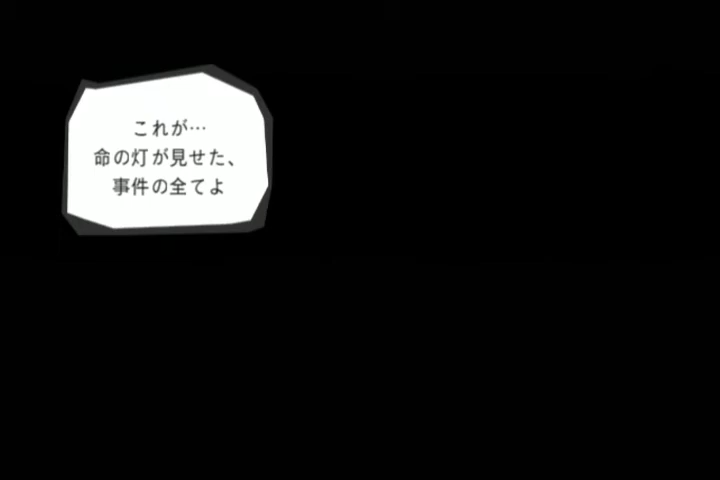 これが…
命の灯が見せた、
事件の全てよ